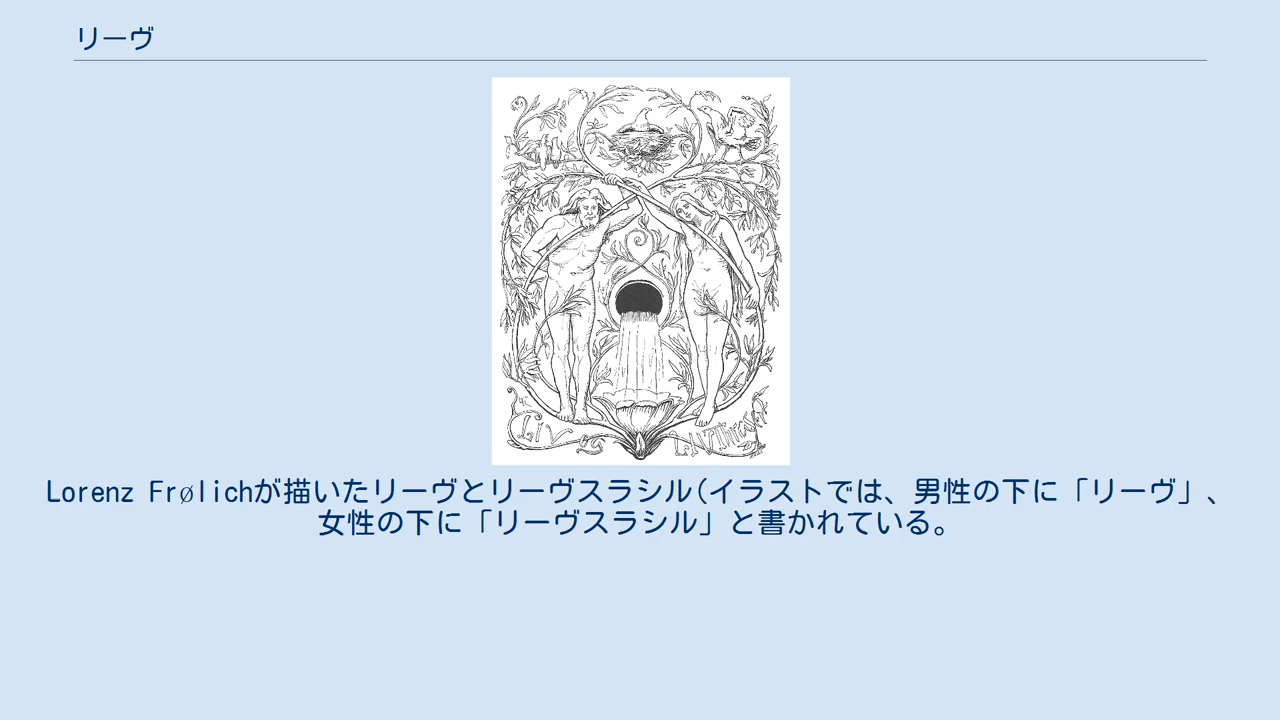 リーヴ
Liv
og
Livthraser
Lorenz Frølichが描いたリーヴとリーヴスラシル(イラストでは、男性の下に「リーヴ」、
女性の下に「リーヴスラシル」と書かれている。